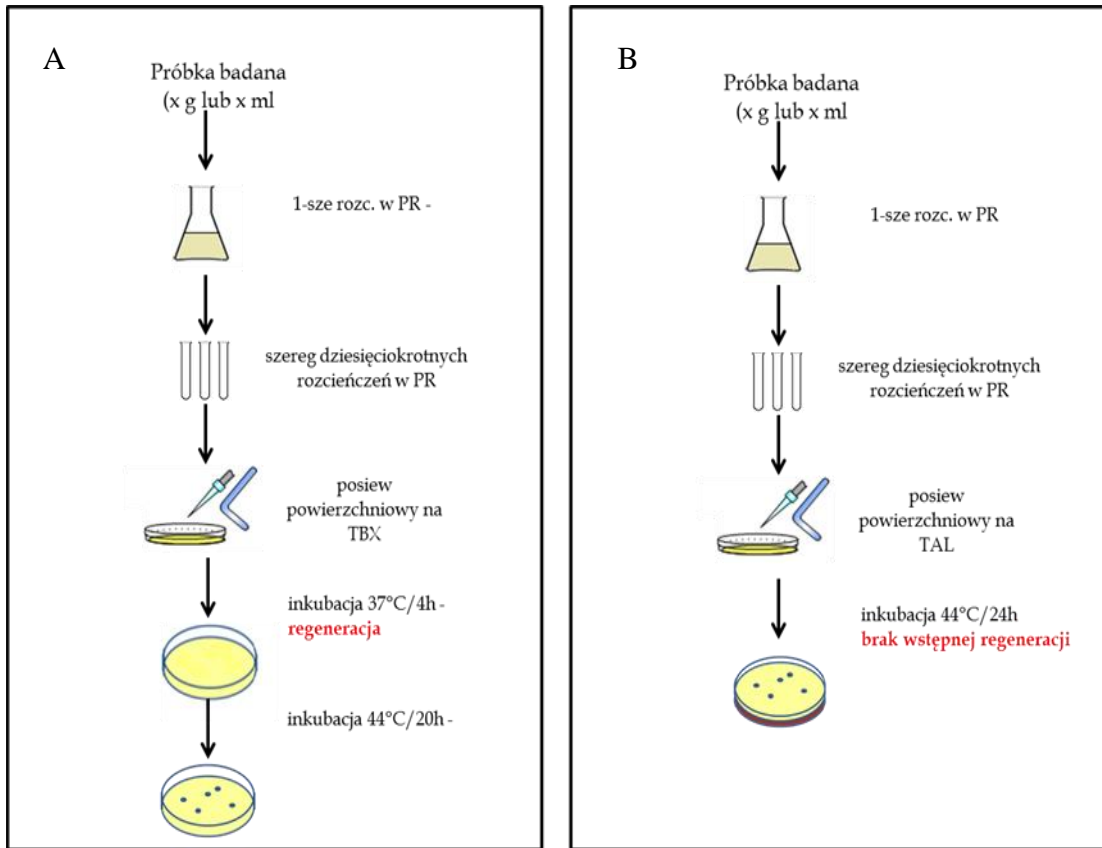 A
Próbka badana
(x g lub x ml
1-sze rozc. w PR -
szereg dziesięciokrotnych
rozcieńczeń w PR
posiew
powierzchniowy na
TBX
inkubacja 37°C/4h -
regeneracja
inkubacja 44°C/20h -
B
Próbka badana
(x g lub x ml
1-sze rozc. w PR
szereg dziesięciokrotnych
rozcieńczeń w PR
posiew
powierzchniowy na
TAL
inkubacja 44°C/24h
brak wstępnej regeneracji